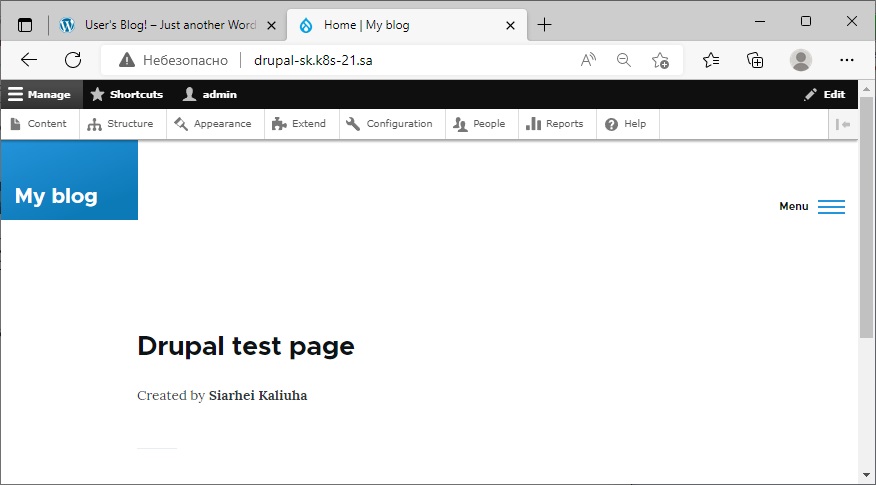 User's Blog! – Just another Word
Home | My blog
Небезопасно
drupal-sk.k8s-21.sa
Manage
Shortcuts
admin
Edit
Content
Structure
Appearance
Extend
Configuration
People
Reports
Help
My blog
Menu
Drupal test page
Created by Siarhei Kaliuha